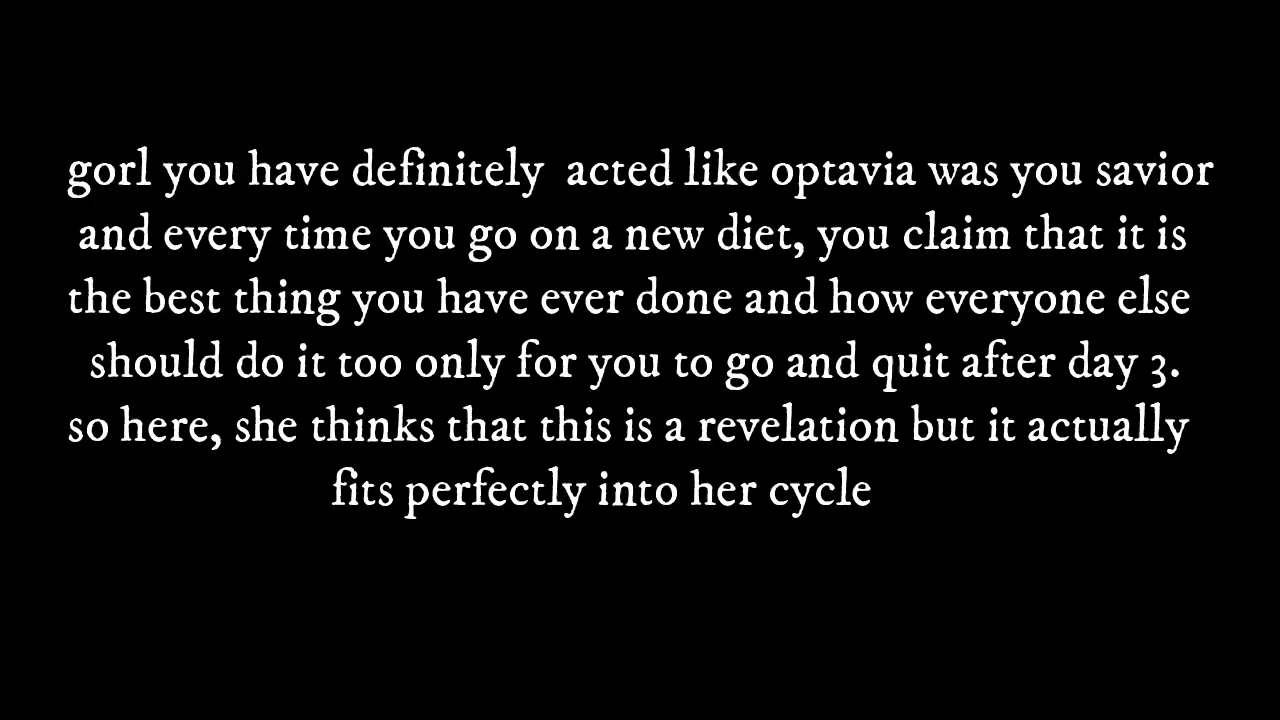 gorl you have definitely acted like optavia was you savior
and every time you go on a new diet, you claim that it is
the best thing you have ever done and how everyone else
should do it too only for you to go and quit after day 3.
so here, she thinks that this is a revelation but it actually
fits perfectly into her cycle